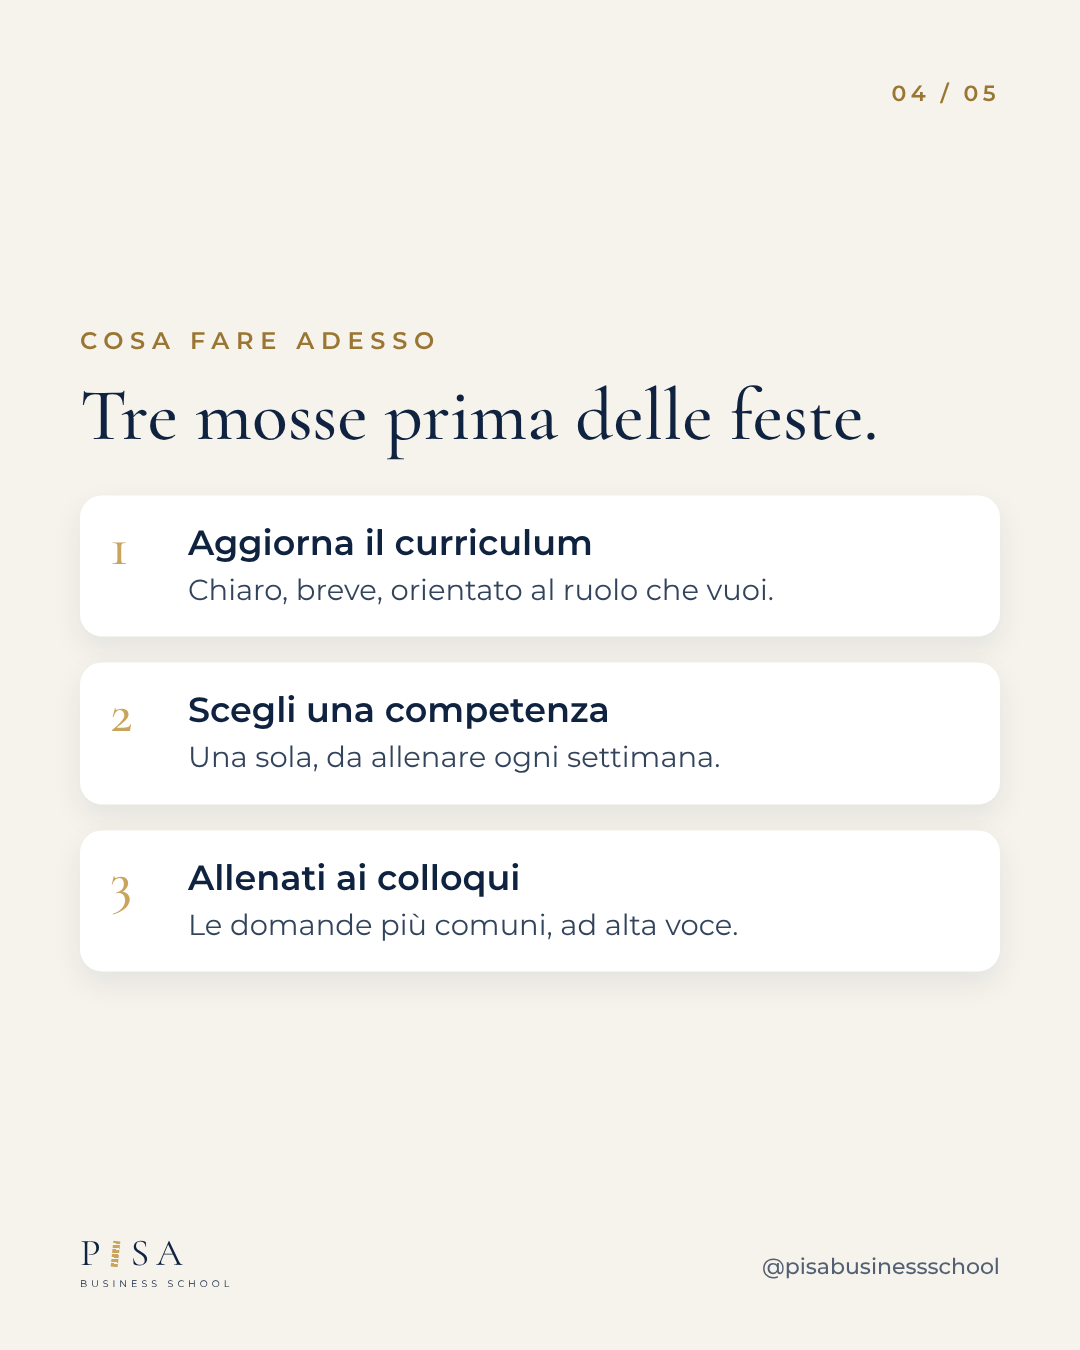 04 / 05
COSA FARE ADESSO
Tre mosse prima delle feste.
1
Aggiorna il curriculum
Chiaro, breve, orientato al ruolo che vuoi.
2
Scegli una competenza
Una sola, da allenare ogni settimana.
3
Allenati ai colloqui
Le domande più comuni, ad alta voce.
PISA
BUSINESS SCHOOL
@pisabusinessschool